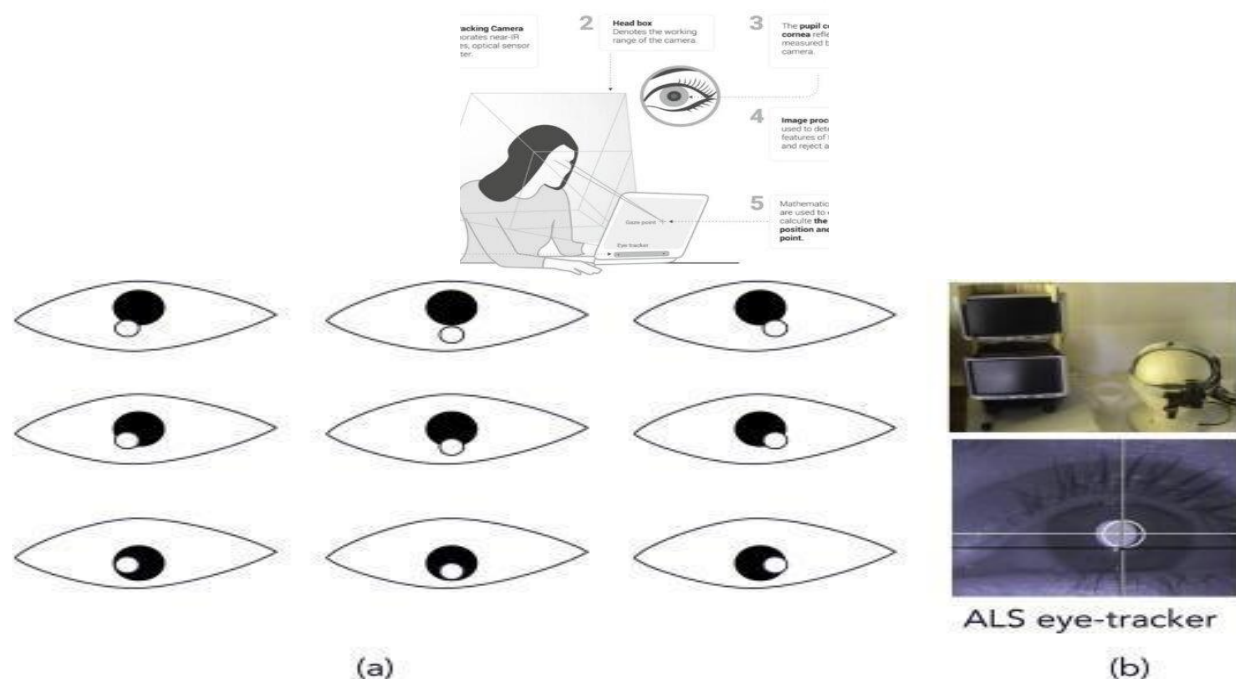 acking Camera
orates near-IR
es, optical sensor
ter.
2
Head box
Denotes the working
range of the camera.
3
The pupil c
cornea refle
measured b
camera.
4
Image proc
used to dete
features of
and reject a
5
Mathematic
are used to
calculte the
position and
point.
Gaze point
Eye tracker
ALS eye-tracker
(a)
(b)